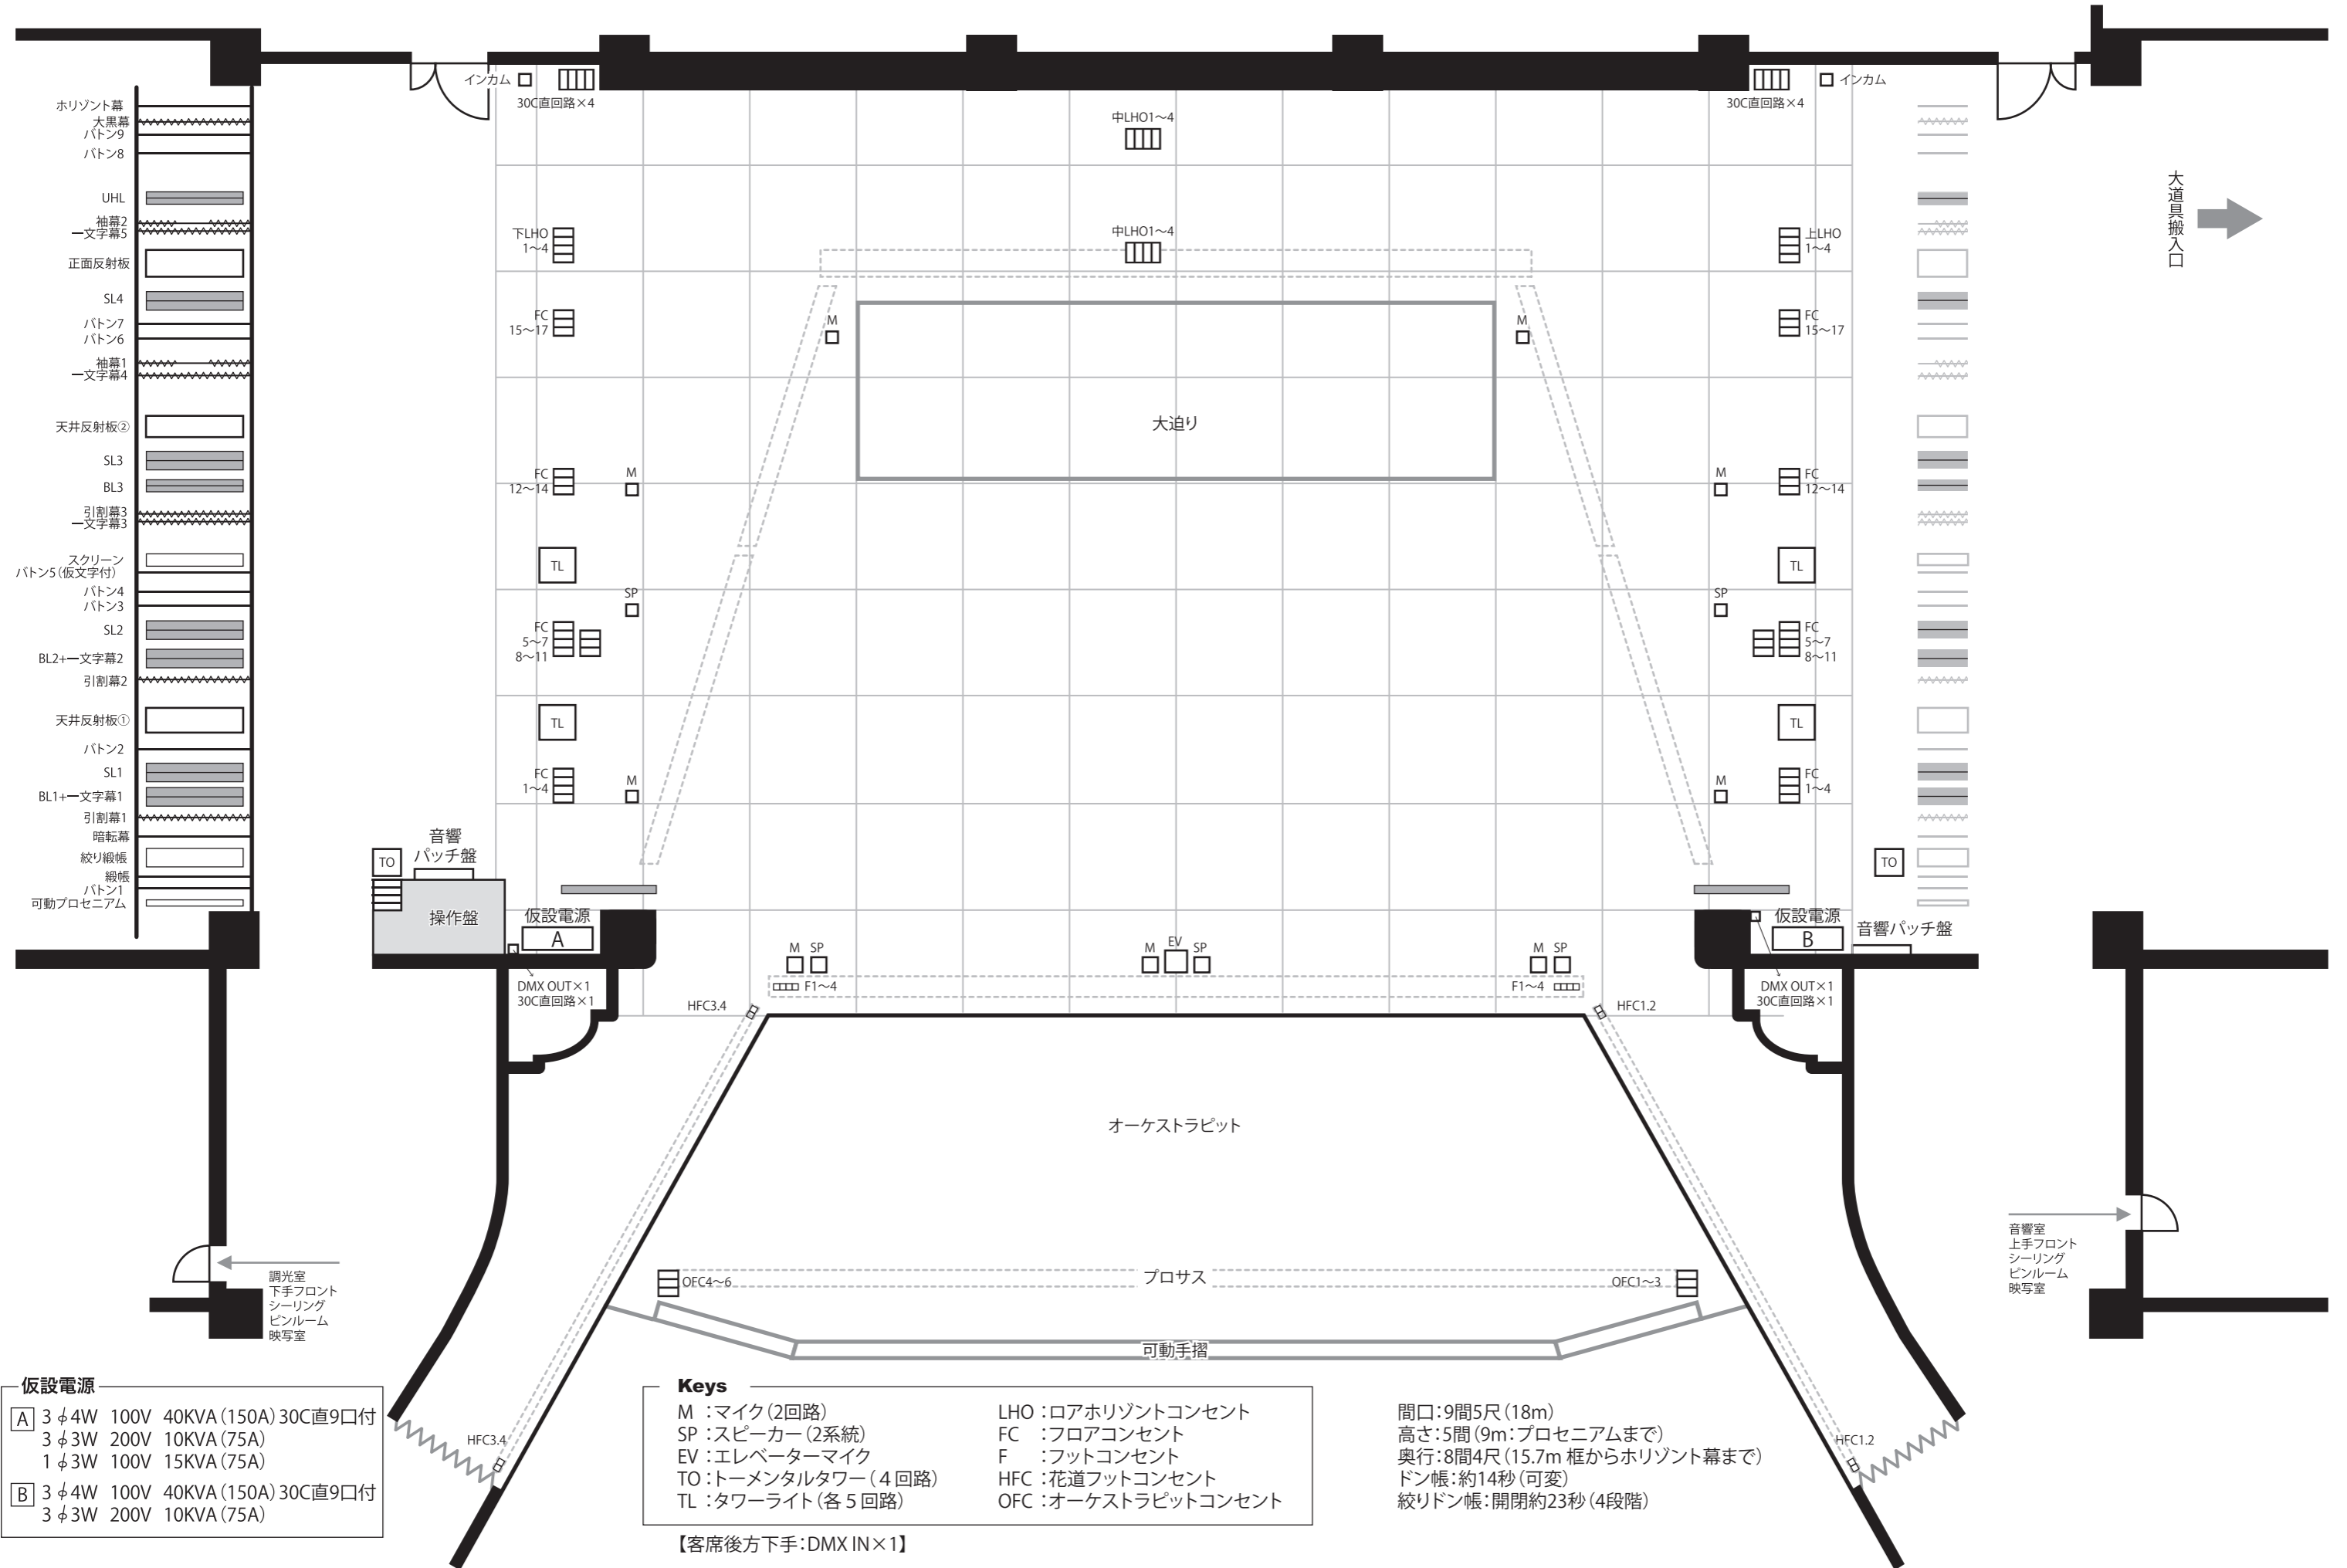 ホリゾント幕
大黒幕
バトン9
バトン8
UHL
袖幕2
一文字幕5
正面反射板
SL4
バトン7
バトン6
袖幕1
一文字幕4
天井反射板②
SL3
BL3
引割幕3
一文字幕3
スクリーン
バトン5（仮文字付）
バトン4
バトン3
SL2
BL2+一文字幕2
引割幕2
天井反射板①
バトン2
SL1
BL1+一文字幕1
引割幕1
暗転幕
絞り緞帳
緞帳
バトン1
可動プロセニアム
インカム
30C直回路×4
30C直回路×4
インカム
中LHO1〜4
大道具搬入口
下LHO
1〜4
中LHO1〜4
上LHO
1〜4
FC
15〜17
M
M
FC
15〜17
大迫り
FC
12〜14
M
M
FC
12〜14
TL
TL
SP
SP
FC
5〜7
8〜11
FC
5〜7
8〜11
TL
TL
FC
1〜4
M
M
FC
1〜4
音響
パッチ盤
TO
TO
操作盤
仮設電源
A
仮設電源
B
音響パッチ盤
M SP
M EV SP
M SP
DMX OUT×1
30C直回路×1
F1〜4
F1〜4
DMX OUT×1
30C直回路×1
HFC3.4
HFC1.2
オーケストラピット
調光室
下手フロント
シーリング
ピンルーム
映写室
音響室
上手フロント
シーリング
ピンルーム
映写室
OFC4〜6
プロサス
OFC1〜3
可動手摺
HFC3.4
HFC1.2
仮設電源
A 3φ4W 100V 40KVA（150A）30C直9口付
3φ3W 200V 10KVA（75A）
1φ3W 100V 15KVA（75A）
B 3φ4W 100V 40KVA（150A）30C直9口付
3φ3W 200V 10KVA（75A）
Keys
M ：マイク（2回路）
SP ：スピーカー（2系統）
EV ：エレベーターマイク
TO ：トーメンタルタワー（４回路）
TL ：タワーライト（各５回路）
LHO ：ロアホリゾントコンセント
FC ：フロアコンセント
F ：フットコンセント
HFC ：花道フットコンセント
OFC ：オーケストラピットコンセント
【客席後方下手：DMX IN×1】
間口：9間5尺（18m）
高さ：5間（9m：プロセニアムまで）
奥行：8間4尺（15.7m 框からホリゾント幕まで）
ドン帳：約14秒（可変）
絞りドン帳：開閉約23秒（4段階）